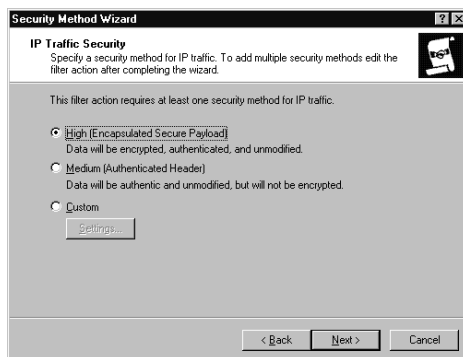 Security Method Wizard
IP Traffic Security
Specify a security method for IP traffic. To add multiple security methods edit the
filter action after completing the wizard.
This filter action requires at least one security method for IP traffic.
High (Encapsulated Secure Payload)
Data will be encrypted, authenticated, and unmodified.
Medium (Authenticated Header)
Data will be authentic and unmodified, but will not be encrypted.
Custom
Settings...
< Back Next > Cancel